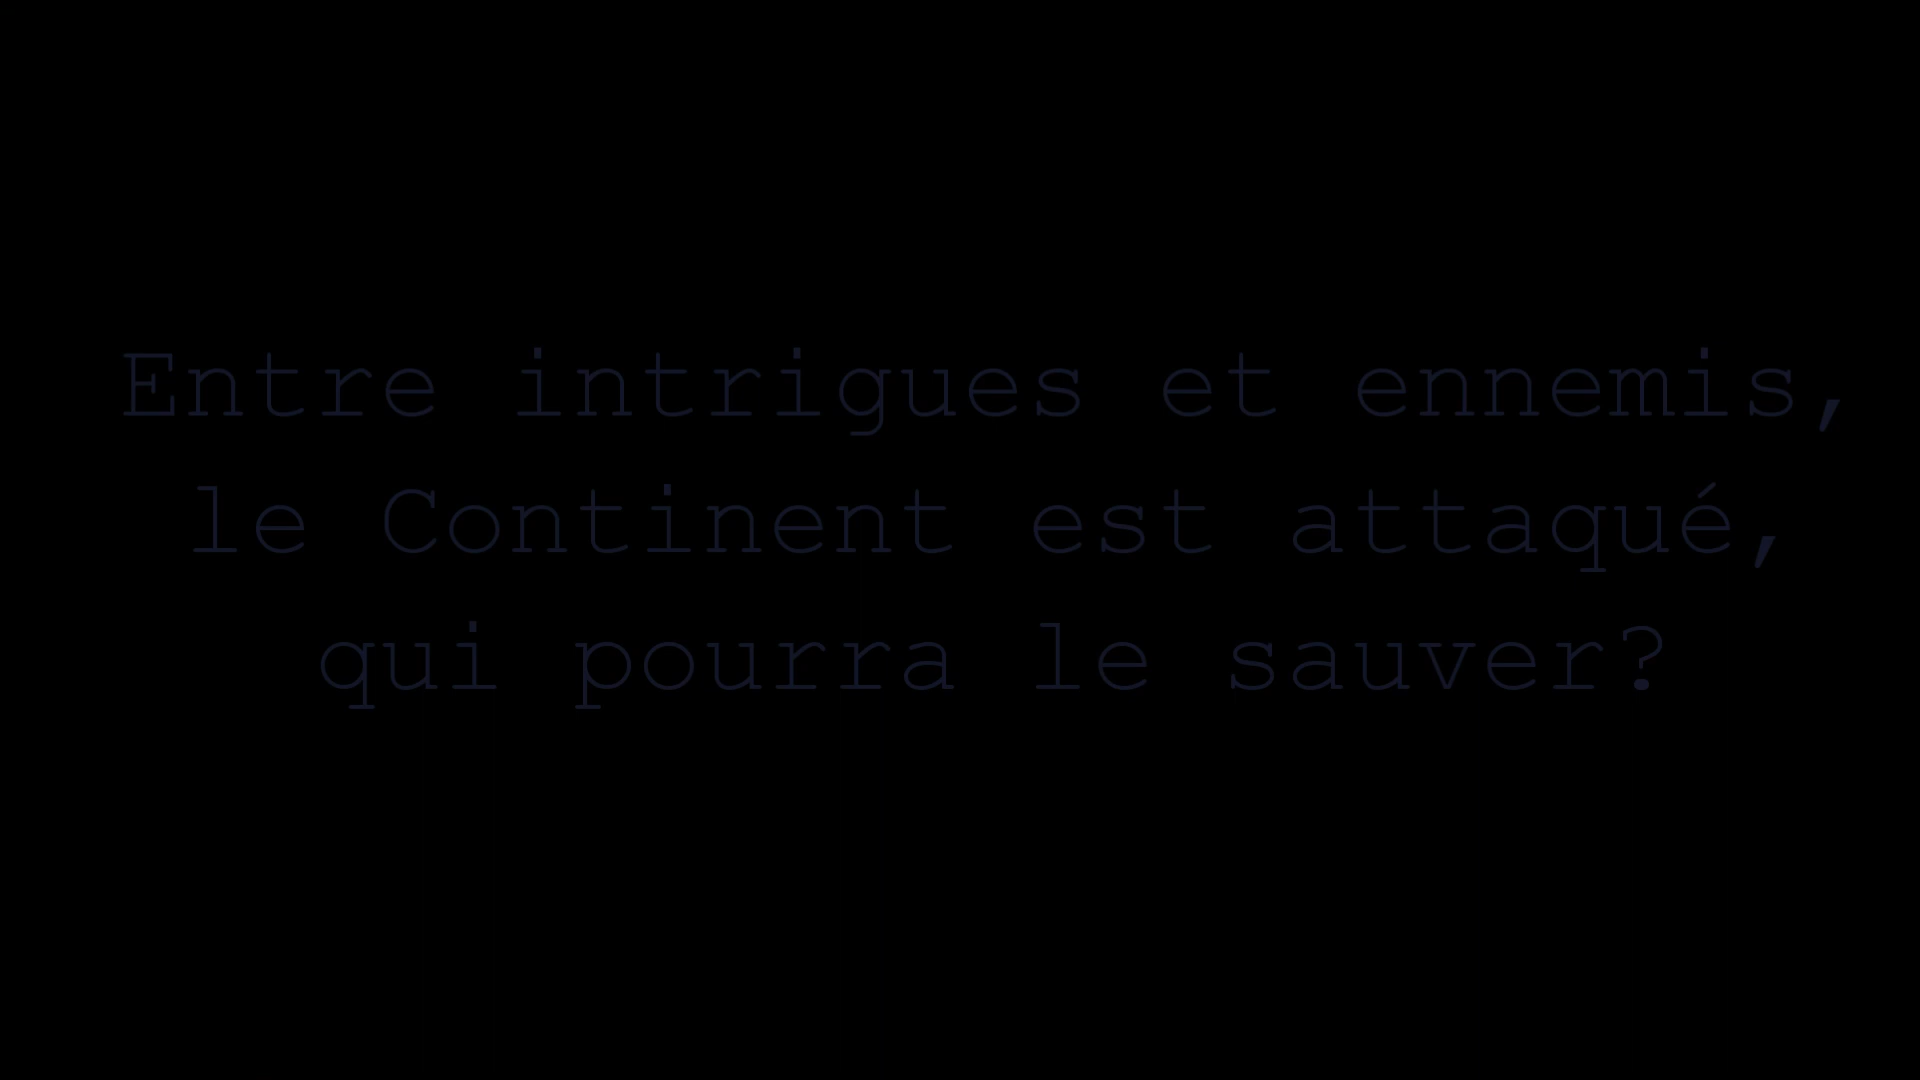 Entre intrigues et ennemis,
le Continent est attaqué,
qui pourra le sauver?